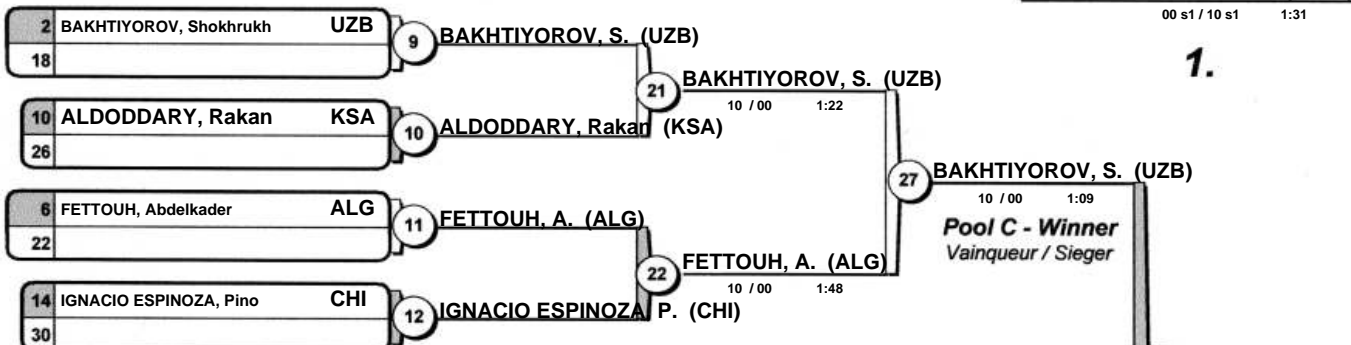 00 s1 / 10 s1 1:31
1.
2 BAKHTIYOROV, Shokhrukh UZB
18
9 BAKHTIYOROV, S. (UZB)
21 BAKHTIYOROV, S. (UZB)
10 / 00 1:22
10 ALDODDARY, Rakan KSA
26
10 ALDODDARY, Rakan (KSA)
27 BAKHTIYOROV, S. (UZB)
10 / 00 1:09
Pool C - Winner
Vainqueur / Sieger
6 FETTOUH, Abdelkader ALG
22
11 FETTOUH, A. (ALG)
22 FETTOUH, A. (ALG)
10 / 00 1:48
14 IGNACIO ESPINOZA, Pino CHI
30
12 IGNACIO ESPINOZA, P. (CHI)